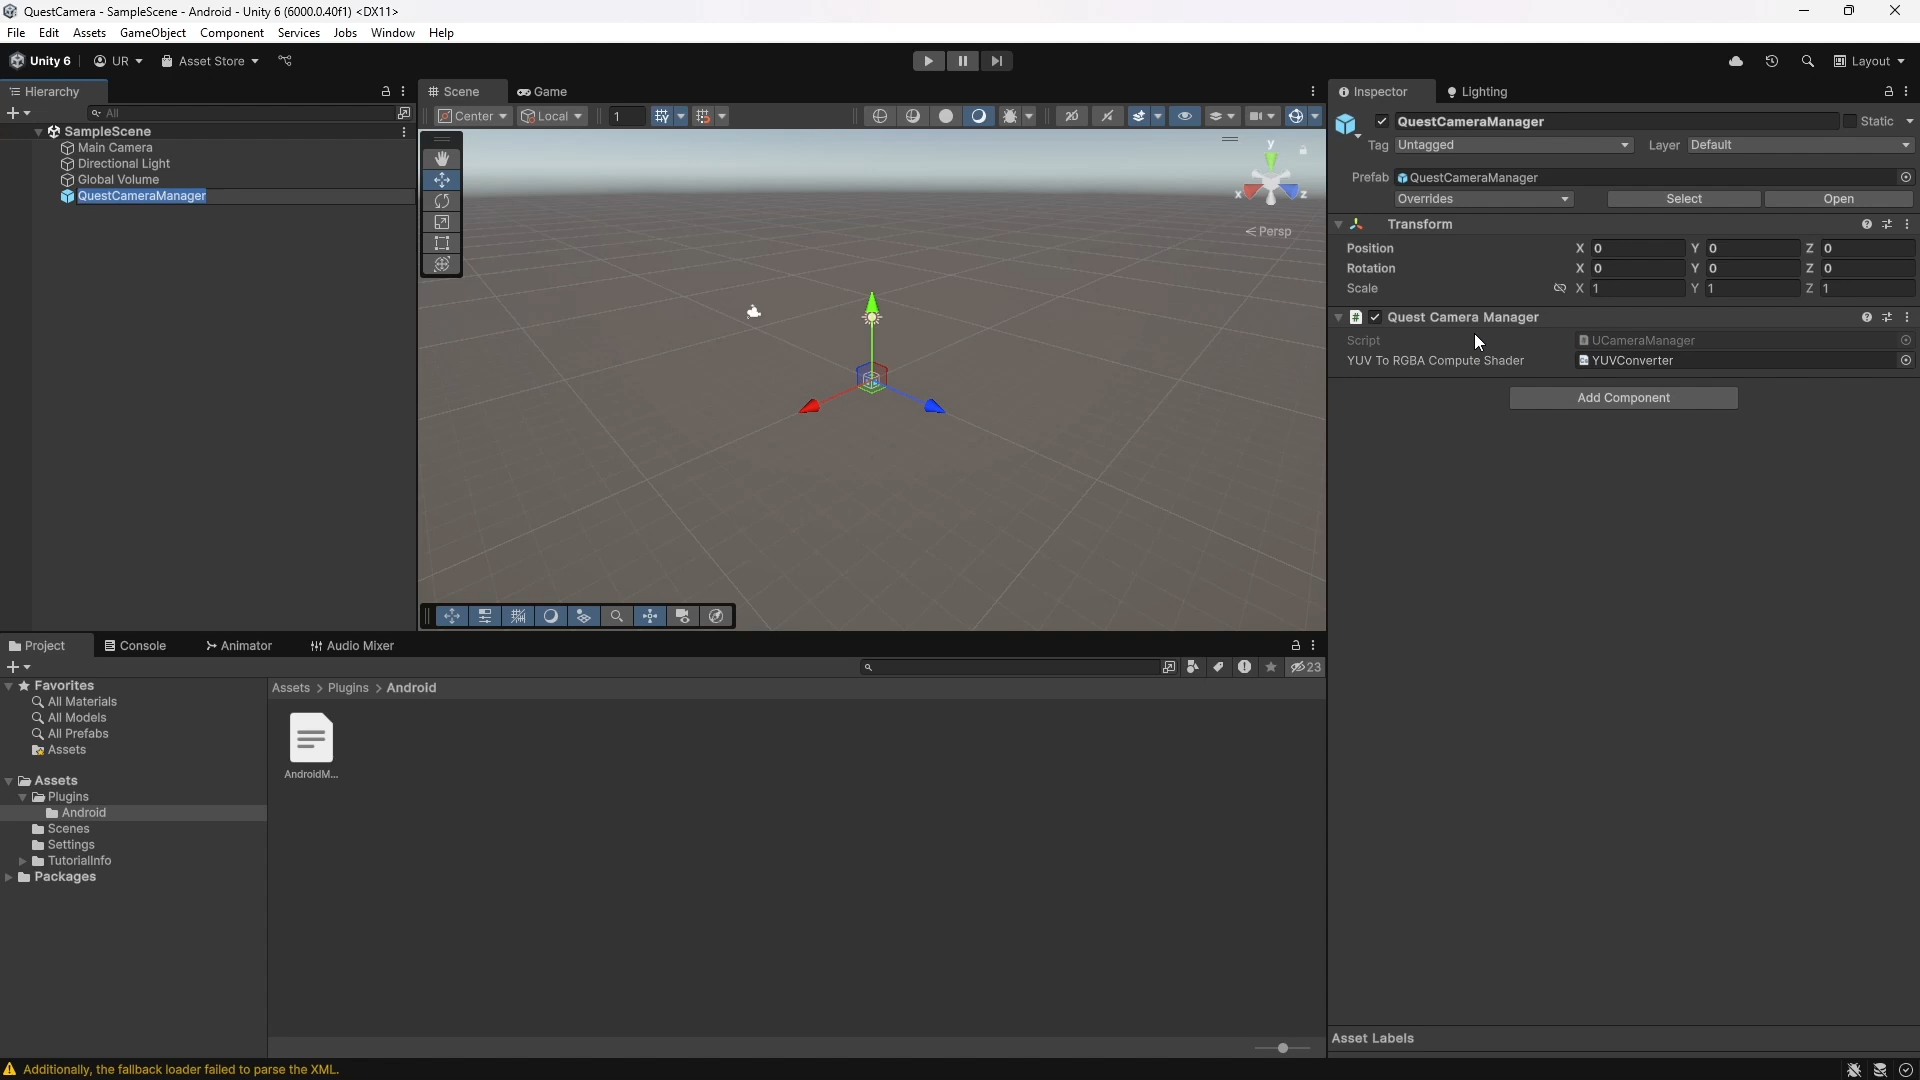 QuestCamera - SampleScene - Android - Unity 6 (6000.0.40f1) <DX11>
File Edit Assets GameObject Component Services Jobs Window Help
Unity 6 UR Asset Store Layout
Hierarchy Scene Game Inspector Lighting
All Center Local 1
QuestCameraManager Static
SampleScene
Main Camera
Directional Light
Global Volume
QuestCameraManager
y
x z
Persp
Tag Untagged Layer Default
Prefab QuestCameraManager
Overrides Select Open
Transform
Position X 0 Y 0 Z 0
Rotation X 0 Y 0 Z 0
Scale X 1 Y 1 Z 1
# Quest Camera Manager
Script UCameraManager
YUV To RGBA Compute Shader YUVConverter
Add Component
Project Console Animator Audio Mixer
23
Favorites
All Materials
All Models
All Prefabs
Assets
Assets
Plugins
Android
Scenes
Settings
TutorialInfo
Packages
Assets > Plugins > Android
AndroidM...
Asset Labels
Additionally, the fallback loader failed to parse the XML.